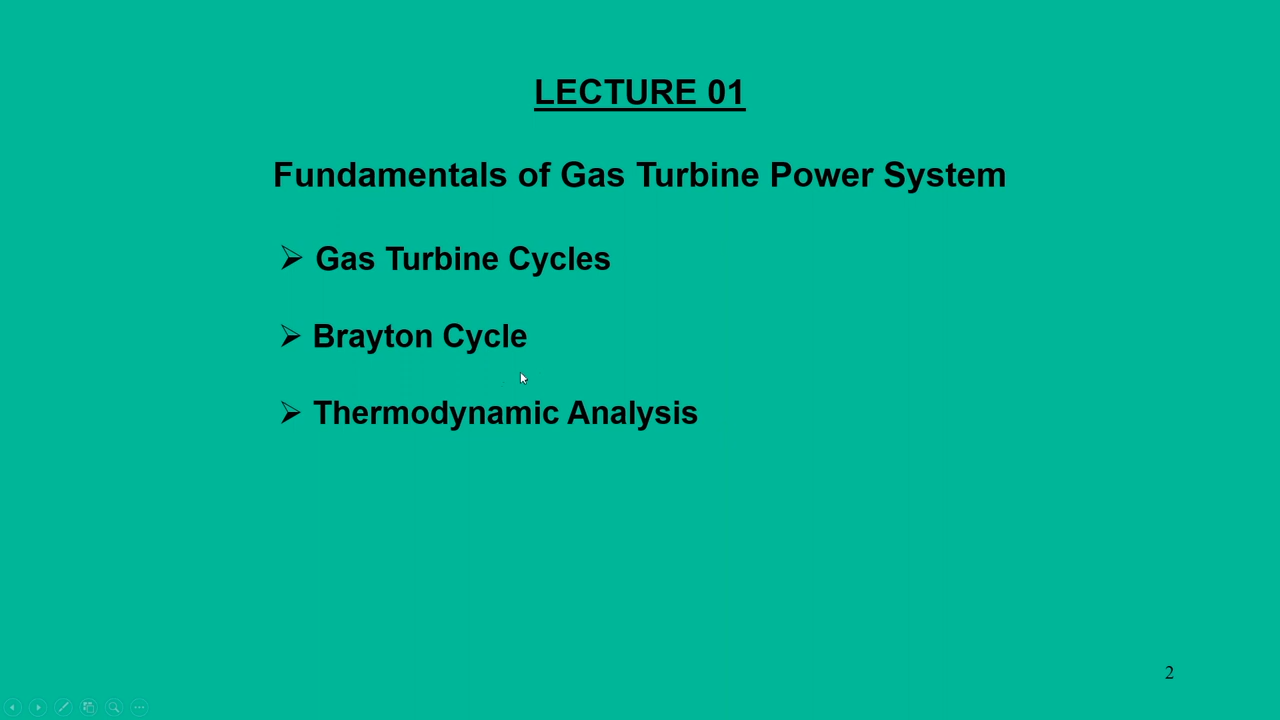 LECTURE 01
Fundamentals of Gas Turbine Power System
➢ Gas Turbine Cycles
➢ Brayton Cycle
➢ Thermodynamic Analysis
2